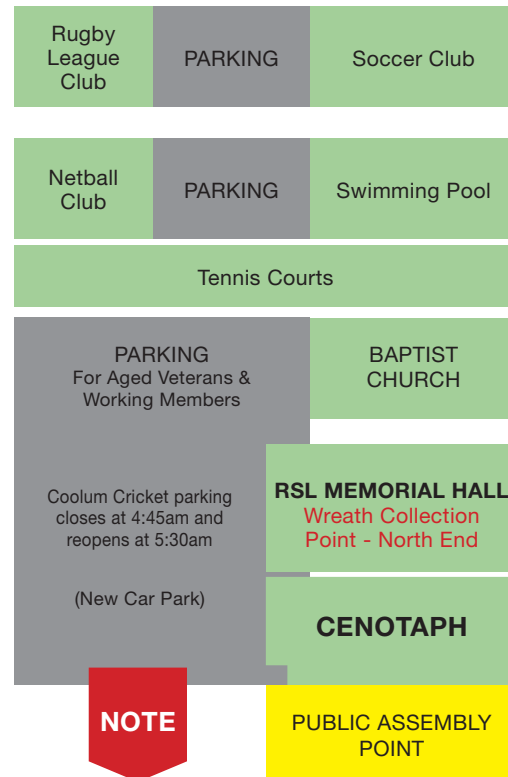 Rugby
League
Club
PARKING
Soccer Club
Netball
Club
PARKING
Swimming Pool
Tennis Courts
PARKING
For Aged Veterans &
Working Members
BAPTIST
CHURCH
Coolum Cricket parking
closes at 4:45am and
reopens at 5:30am
RSL MEMORIAL HALL
Wreath Collection
Point - North End
(New Car Park)
CENOTAPH
NOTE
PUBLIC ASSEMBLY
POINT